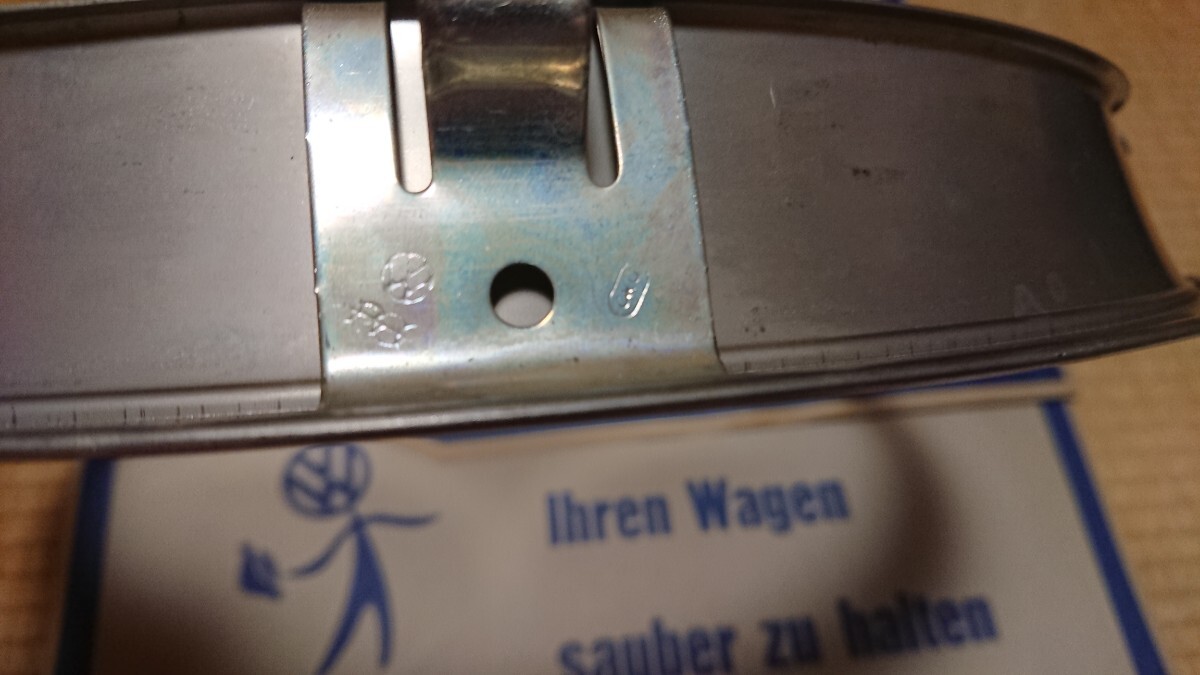 Ihren Wagen
sauber zu halten